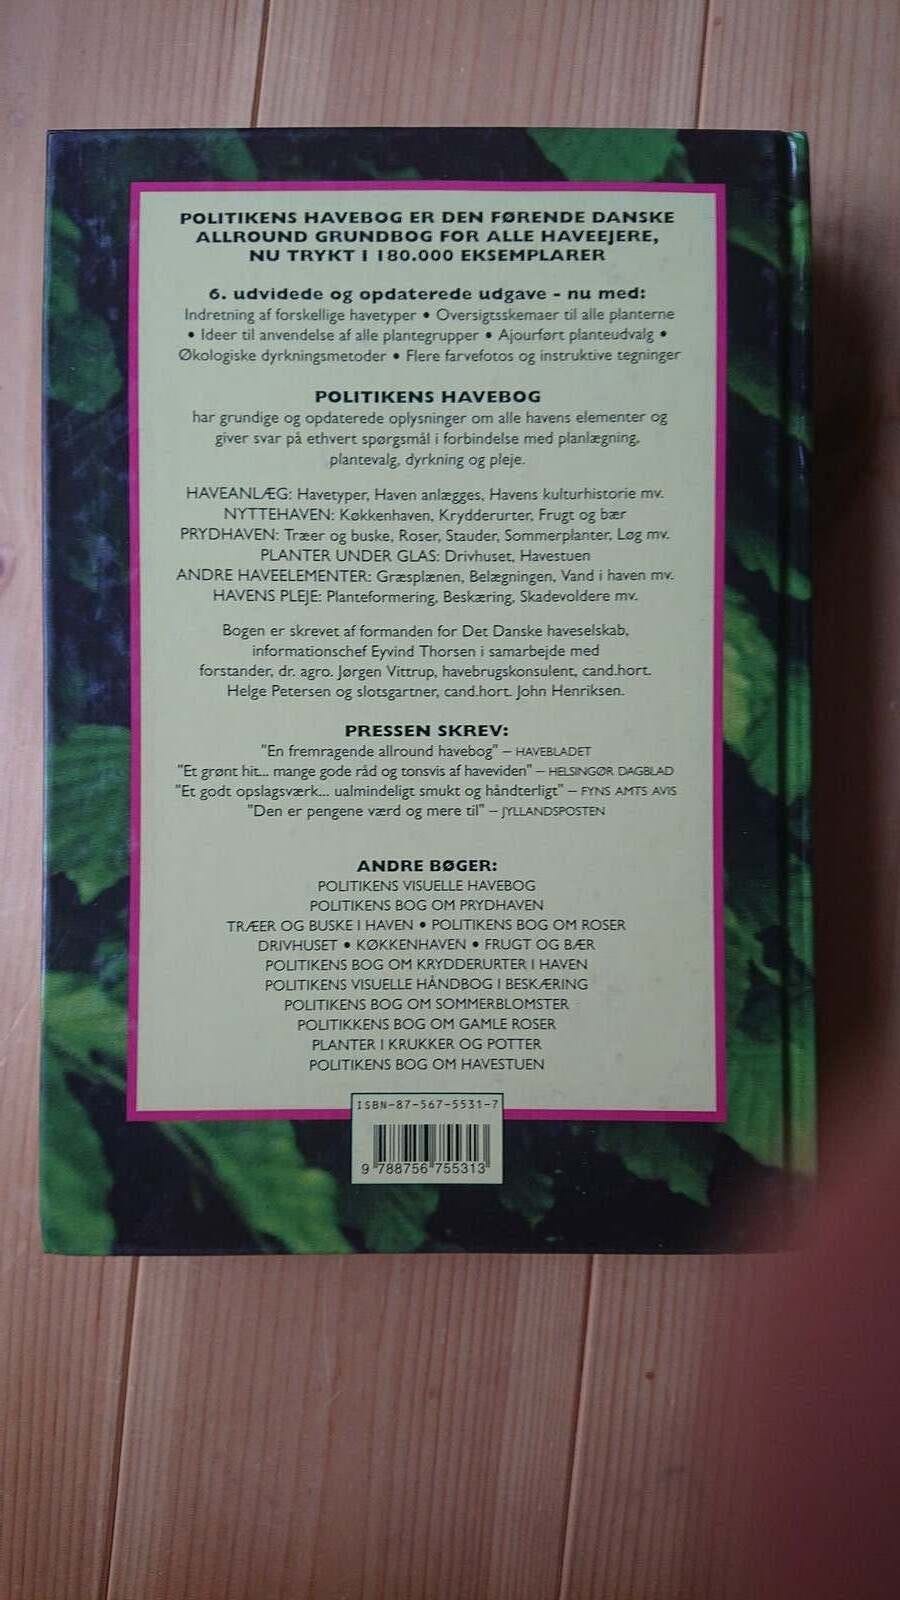 POLITIKENS HAVEBOG ER DEN FØRENDE DANSKE
ALLROUND GRUNDBOG FOR ALLE HAVEEJERE,
NU TRYKT I 180.000 EKSEMPLARER
6. udvidede og opdaterede udgave - nu med:
Indretning af forskellige havetyper • Oversigtsskemaer til alle planterne
• Ideer til anvendelse af alle plantegrupper • Ajourført planteudvalg •
Økologiske dyrkningsmetoder • Flere farvefotos og instruktive tegninger
POLITIKENS HAVEBOG
har grundige og opdaterede oplysninger om alle havens elementer og
giver svar på ethvert spørgsmål i forbindelse med planlægning,
plantevalg, dyrkning og pleje.
HAVEANLÆG: Havetyper, Haven anlægges, Havens kulturhistorie mv.
NYTTEHAVEN: Køkkenhaven, Krydderurter, Frugt og bær
PRYDHAVEN: Træer og buske, Roser, Stauder, Sommerplanter, Løg mv.
PLANTER UNDER GLAS: Drivhuset, Havestuen
ANDRE HAVEELEMENTER: Græsplænen, Belægningen, Vand i haven mv.
HAVENS PLEJE: Planteformering, Beskæring, Skadevoldere mv.
Bogen er skrevet af formanden for Det Danske haveselskab,
informationschef Eyvind Thorsen i samarbejde med
forstander, dr. agro. Jørgen Vittrup, havebrugskonsulent, cand.hort.
Helge Petersen og slotsgartner, cand.hort. John Henriksen.
PRESSEN SKREV:
"En fremragende allround havebog" – HAVEBLADET
"Et grønt hit... mange gode råd og tonsvis af haveviden" – HELSINGØR DAGBLAD
"Et godt opslagsværk... ualmindeligt smukt og håndterligt" – FYNS AMTS AVIS
"Den er pengene værd og mere til" – JYLLANDSPOSTEN
ANDRE BØGER:
POLITIKENS VISUELLE HAVEBOG
POLITIKENS BOG OM PRYDHAVEN
TRÆER OG BUSKE I HAVEN • POLITIKENS BOG OM ROSER
DRIVHUSET • KØKKENHAVEN • FRUGT OG BÆR
POLITIKENS BOG OM KRYDDERURTER I HAVEN
POLITIKENS VISUELLE HÅNDBOG I BESKÆRING
POLITIKENS BOG OM SOMMERBLOMSTER
POLITIKKENS BOG OM GAMLE ROSER
PLANTER I KRUKKER OG POTTER
POLITIKENS BOG OM HAVESTUEN
ISBN-87-567-5531-7
9 788756 755313